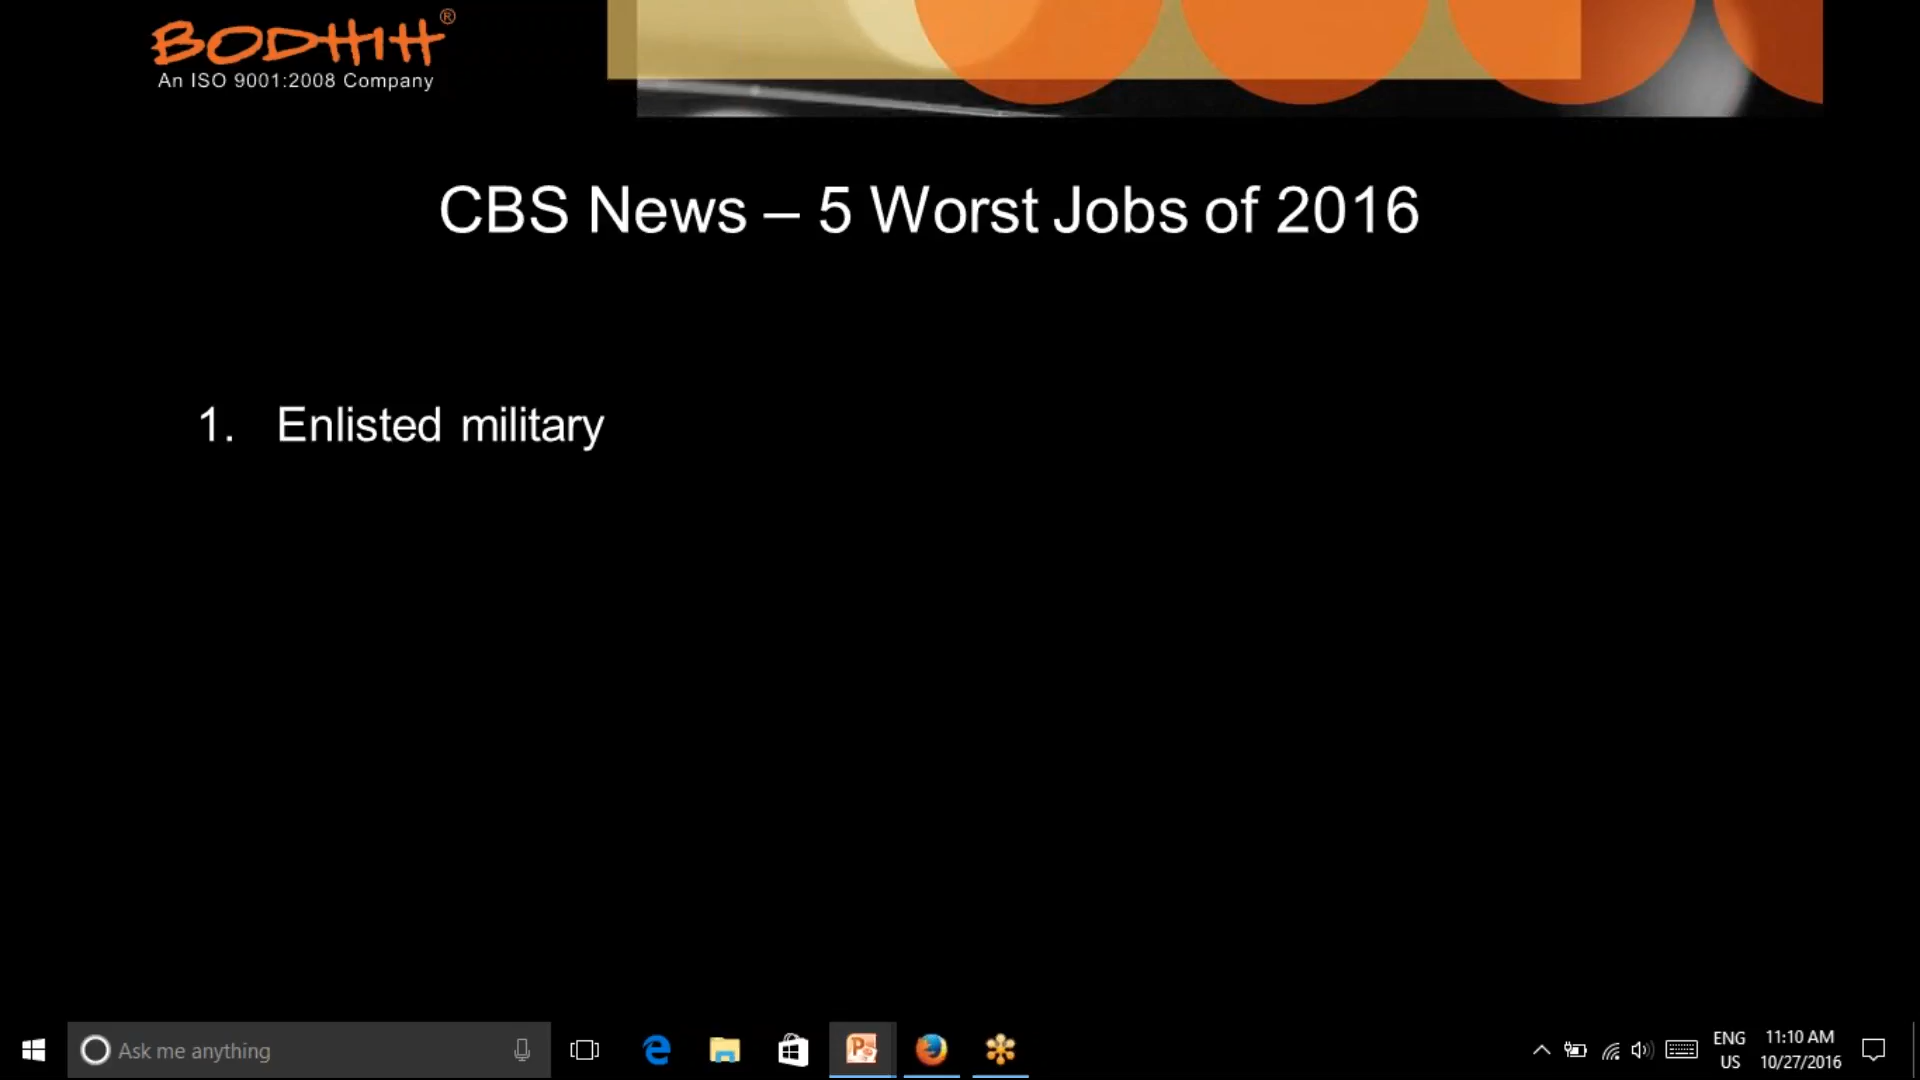 BODHIH®
An ISO 9001:2008 Company
CBS News – 5 Worst Jobs of 2016
1. Enlisted military
Ask me anything
ENG
US
11:10 AM
10/27/2016